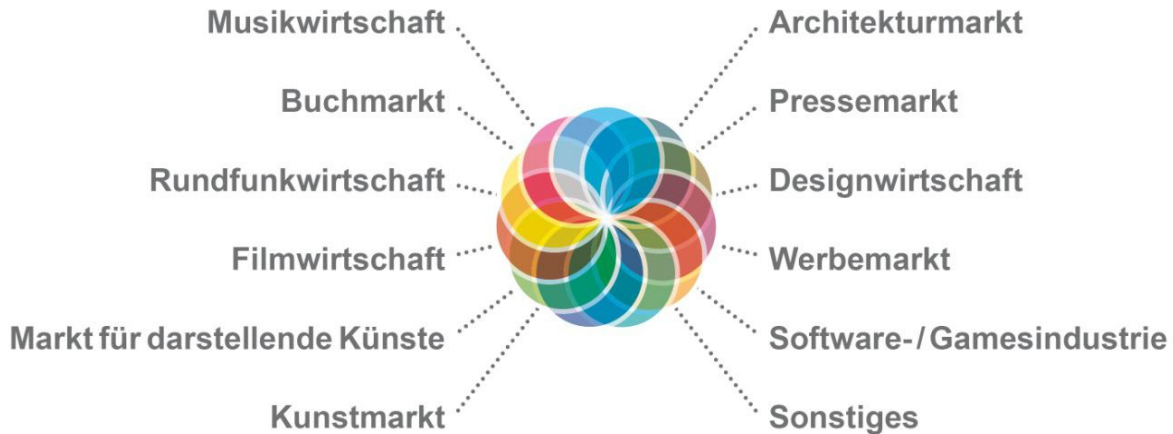 Musikwirtschaft
Buchmarkt
Rundfunkwirtschaft
Filmwirtschaft
Markt für darstellende Künste
Kunstmarkt
Architekturmarkt
Pressemarkt
Designwirtschaft
Werbemarkt
Software-/Gamesindustrie
Sonstiges